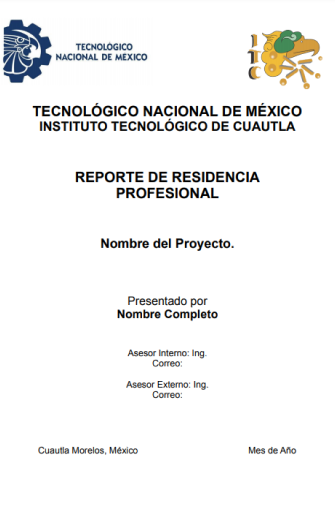 TECNOLÓGICO
NACIONAL DE MÉXICO
TECNOLÓGICO NACIONAL DE MÉXICO
INSTITUTO TECNOLÓGICO DE CUAUTLA
REPORTE DE RESIDENCIA
PROFESIONAL
Nombre del Proyecto.
Presentado por
Nombre Completo
Asesor Interno: Ing.
Correo:
Asesor Externo: Ing.
Correo:
Cuautla Morelos, México Mes de Año